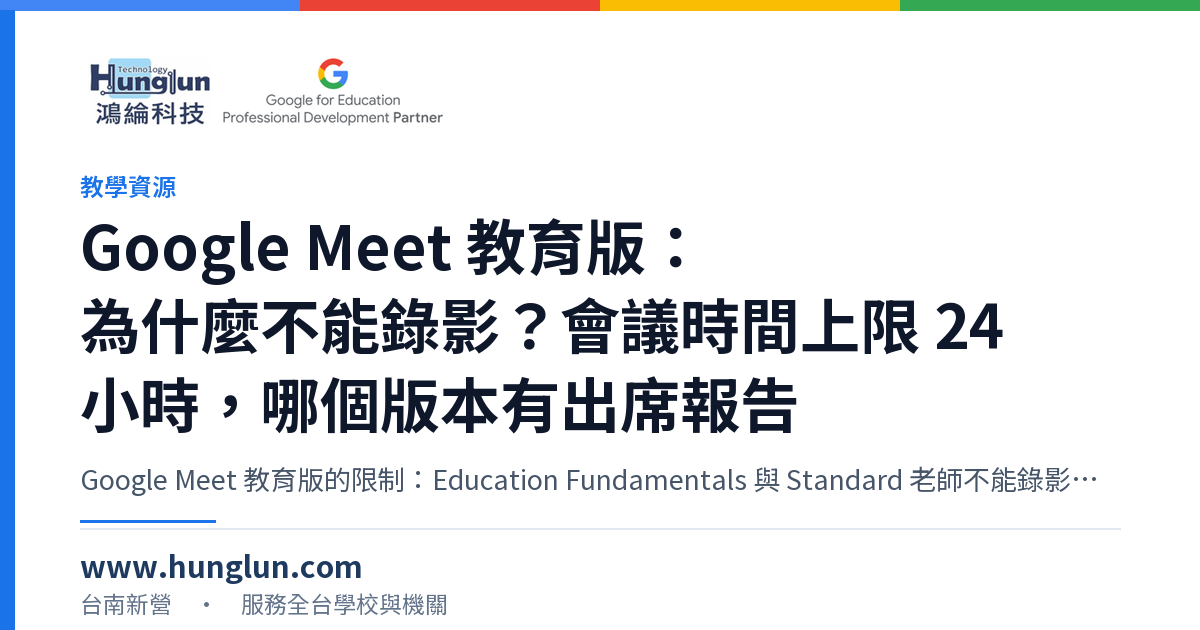 Technology
Hunglun
鴻綸科技
Google for Education
Professional Development Partner
教學資源
Google Meet 教育版：
為什麼不能錄影？會議時間上限 24
小時，哪個版本有出席報告
Google Meet 教育版的限制：Education Fundamentals 與 Standard 老師不能錄影…
www.hunglun.com
台南新營 ・ 服務全台學校與機關